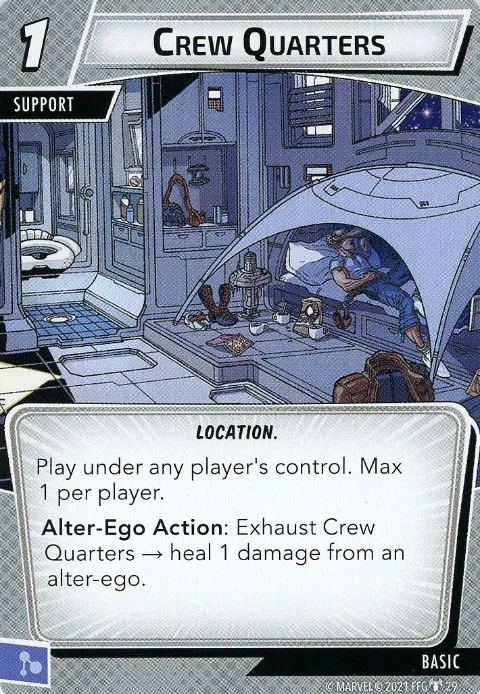 1
CREW QUARTERS
SUPPORT
LOCATION.
Play under any player's control. Max
1 per player.
Alter-Ego Action: Exhaust Crew
Quarters → heal 1 damage from an
alter-ego.
BASIC
© MARVEL © 2021 FFG 29